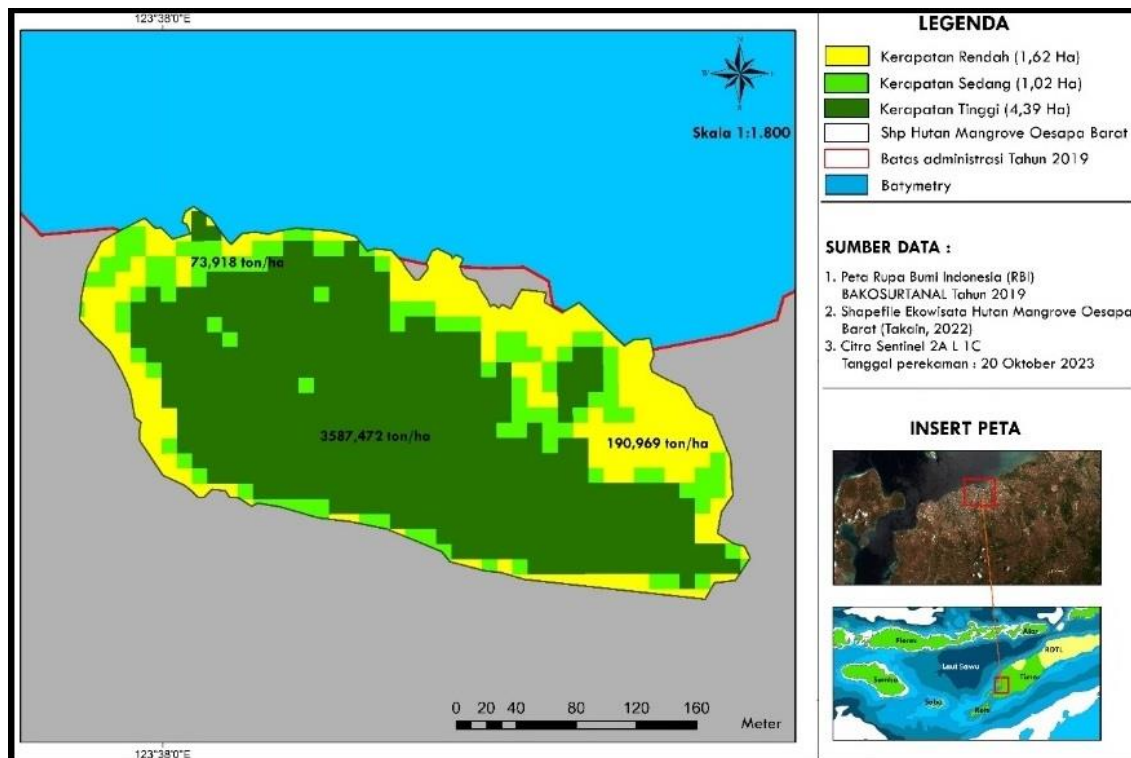 123°38'0"E
Skala 1:1.800
73,918 ton/ha
3587,472 ton/ha
190,969 ton/ha
0 20 40 80 120 160
Meter
123°38'0"E
LEGENDA
Kerapatan Rendah (1,62 Ha)
Kerapatan Sedang (1,02 Ha)
Kerapatan Tinggi (4,39 Ha)
Shp Hutan Mangrove Oesapa Barat
Batas administrasi Tahun 2019
Batymetry
SUMBER DATA :
1. Peta Rupa Bumi Indonesia (RBI)
BAKOSURTANAL Tahun 2019
2. Shapefile Ekowisata Hutan Mangrove Oesapa
Barat (Takain, 2022)
3. Citra Sentinel 2A L 1C
Tanggal perekaman : 20 Oktober 2023
INSERT PETA
Flores
Alor
RDTL
Laut Sawu
Timor
Sumba
Sabu
Rote